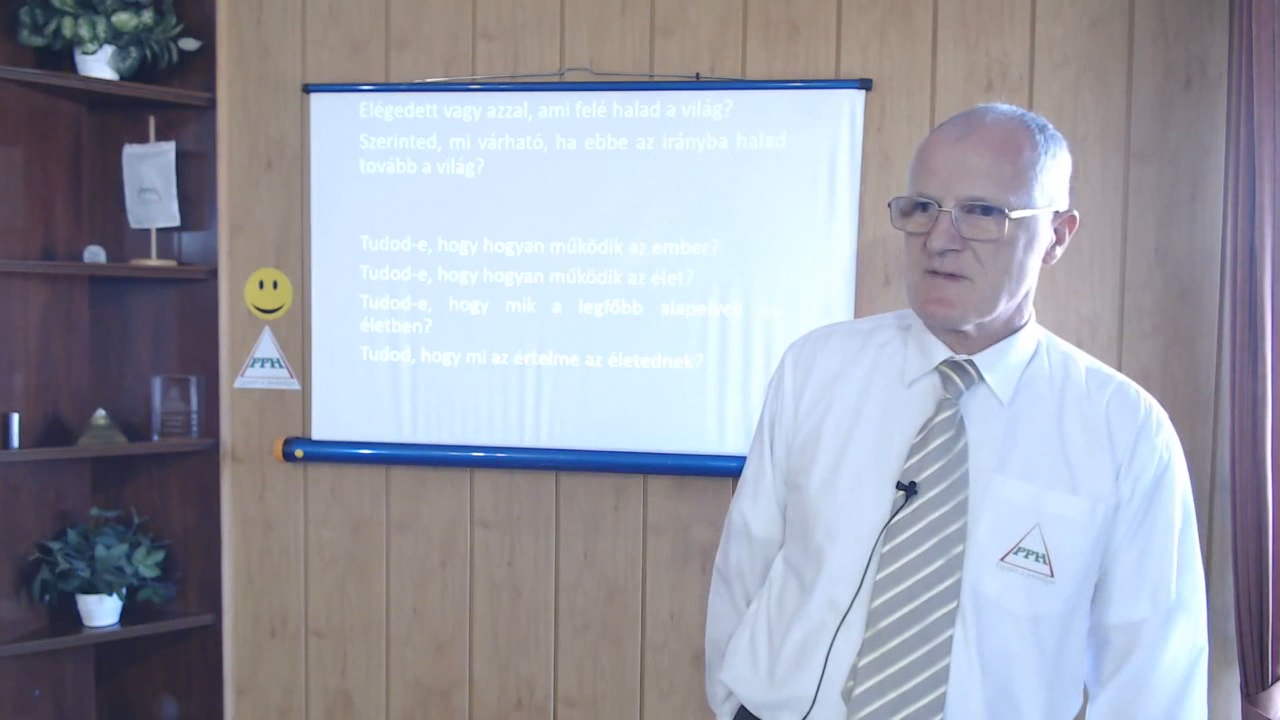 Elégedett vagy azzal, ami felé halad a világ?
Szerinted, mi várható, ha ebbe az irányba halad
tovább a világ?
Tudod-e, hogy hogyan működik az ember?
Tudod-e, hogy hogyan működik az élet?
Tudod-e, hogy mik a legfőbb
életben?
Tudod, hogy mi az értelme az életednek?
PPH
PPH